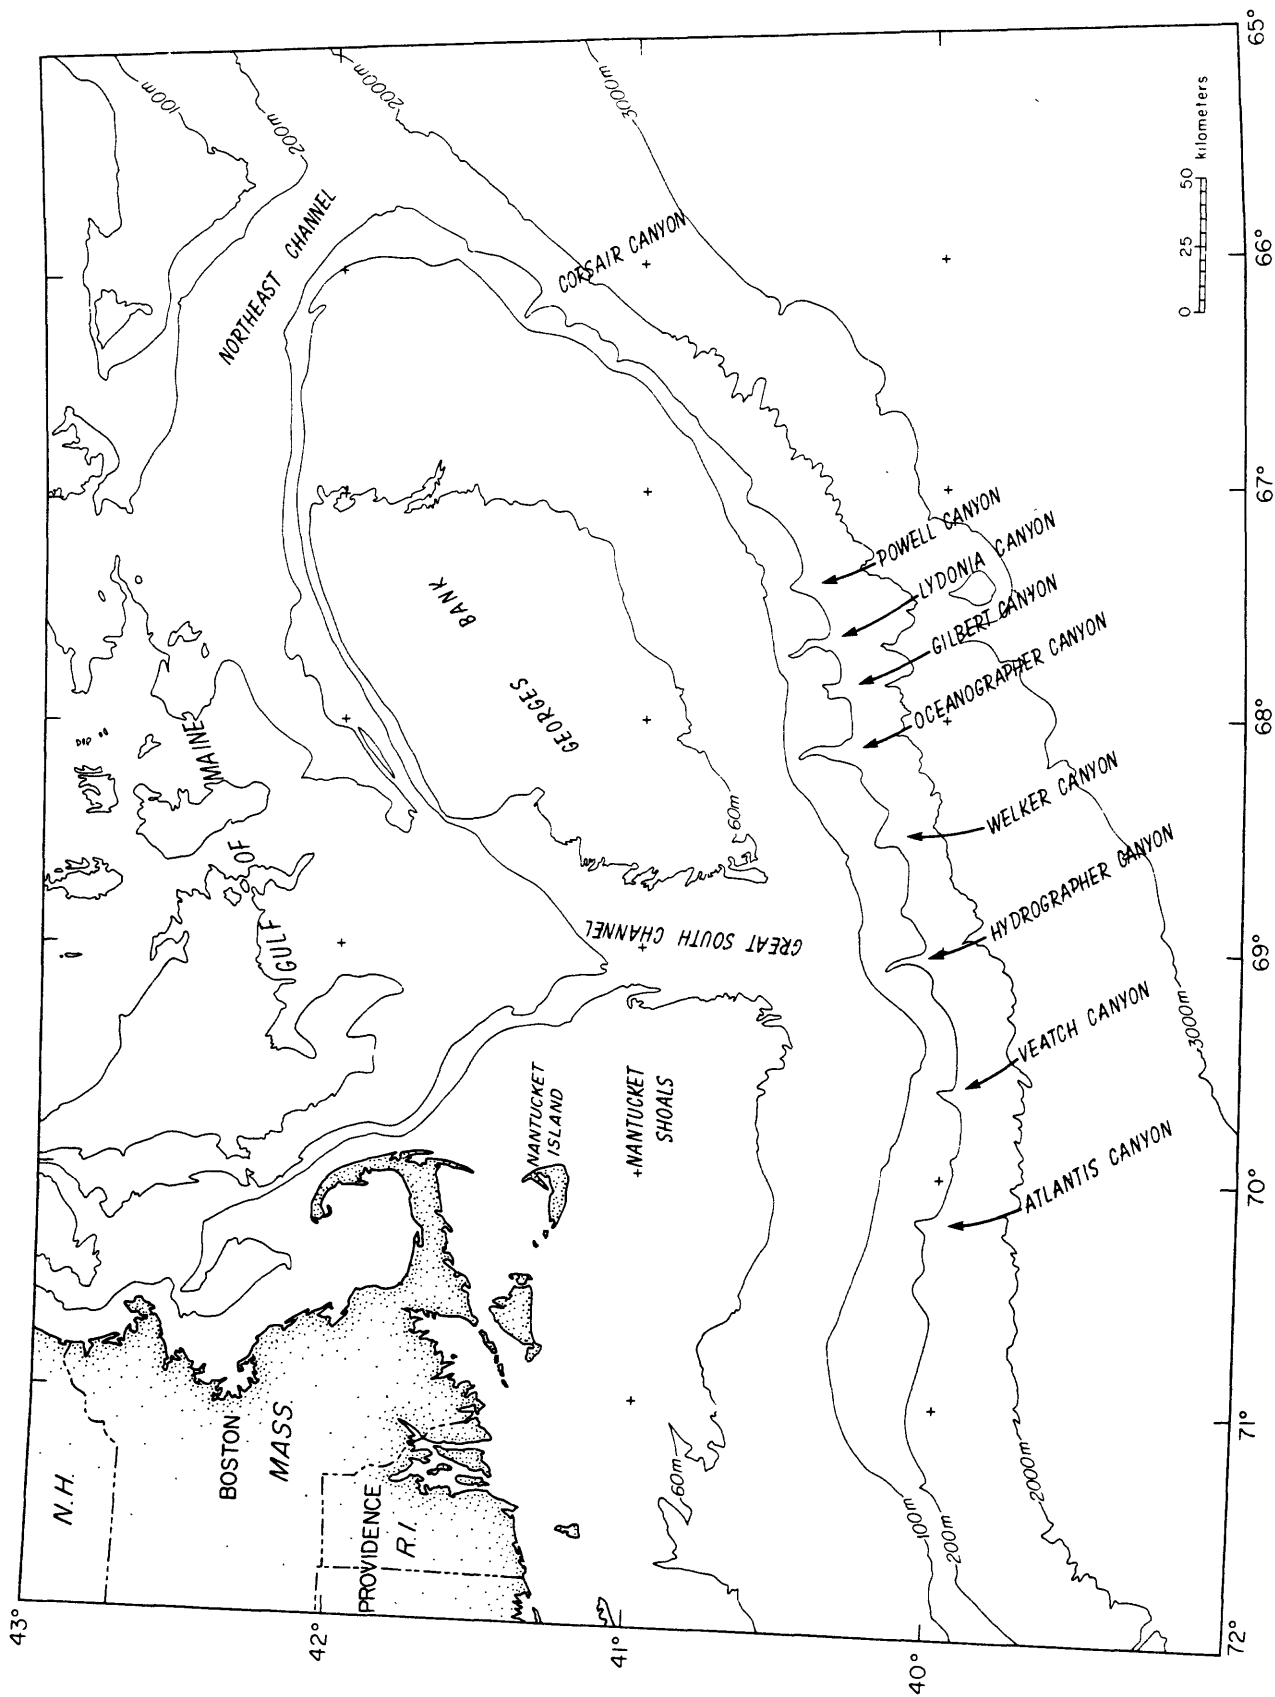 43°
42°
41°
40°
72°
71°
70°
69°
68°
67°
66°
65°
N.H.
BOSTON
MASS.
PROVIDENCE
R.I.
GULF
OF
MAINE
NORTHEAST CHANNEL
GEORGES
BANK
GREAT SOUTH CHANNEL
NANTUCKET
ISLAND
NANTUCKET
SHOALS
100m
200m
2000m
3000m
60m
60m
100m
200m
2000m
3000m
CORSAIR CANYON
POWELL CANYON
LYDONIA CANYON
GILBERT CANYON
OCEANOGRAPHER CANYON
WELKER CANYON
HYDROGRAPHER CANYON
VEATCH CANYON
ATLANTIS CANYON
0 25 50
kilometers